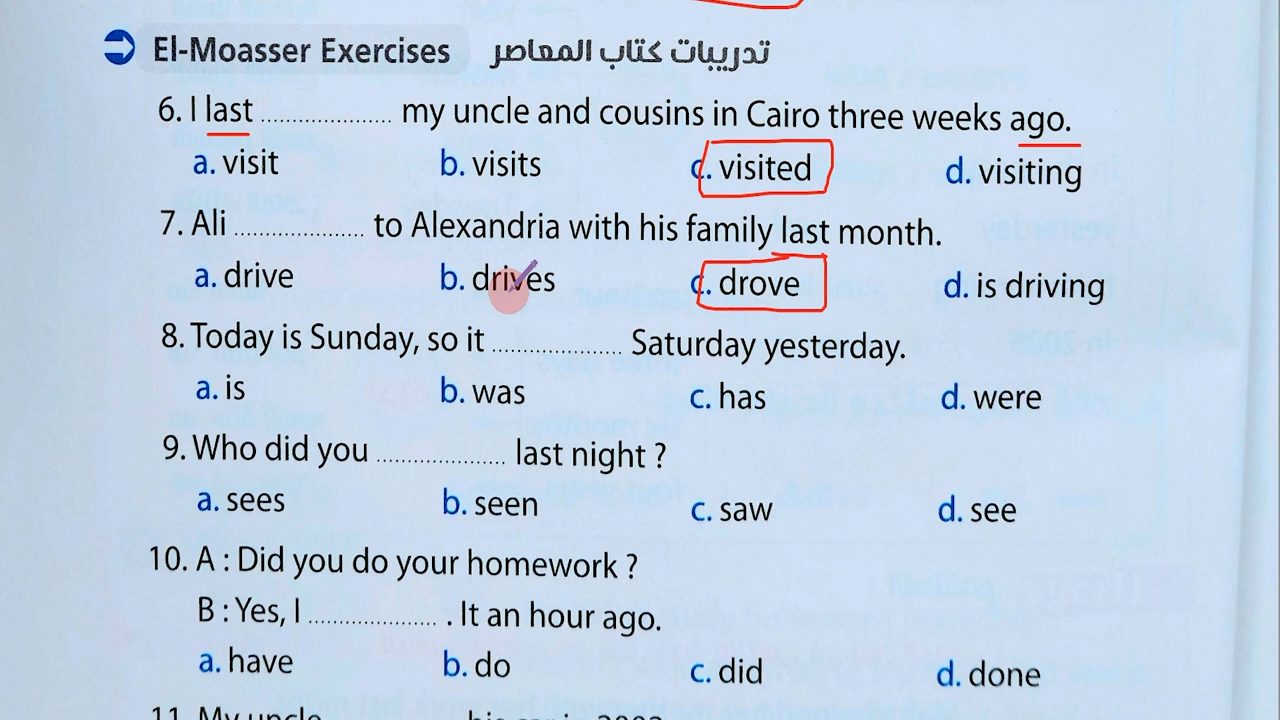 El-Moasser Exercises تدريبات كتاب المعاصر
6. I last .................... my uncle and cousins in Cairo three weeks ago.
a. visit b. visits c. visited d. visiting
7. Ali .................... to Alexandria with his family last month.
a. drive b. drives c. drove d. is driving
8. Today is Sunday, so it .................... Saturday yesterday.
a. is b. was c. has d. were
9. Who did you .................... last night ?
a. sees b. seen c. saw d. see
10. A : Did you do your homework ?
B : Yes, I .................... . It an hour ago.
a. have b. do c. did d. done
11. My uncle